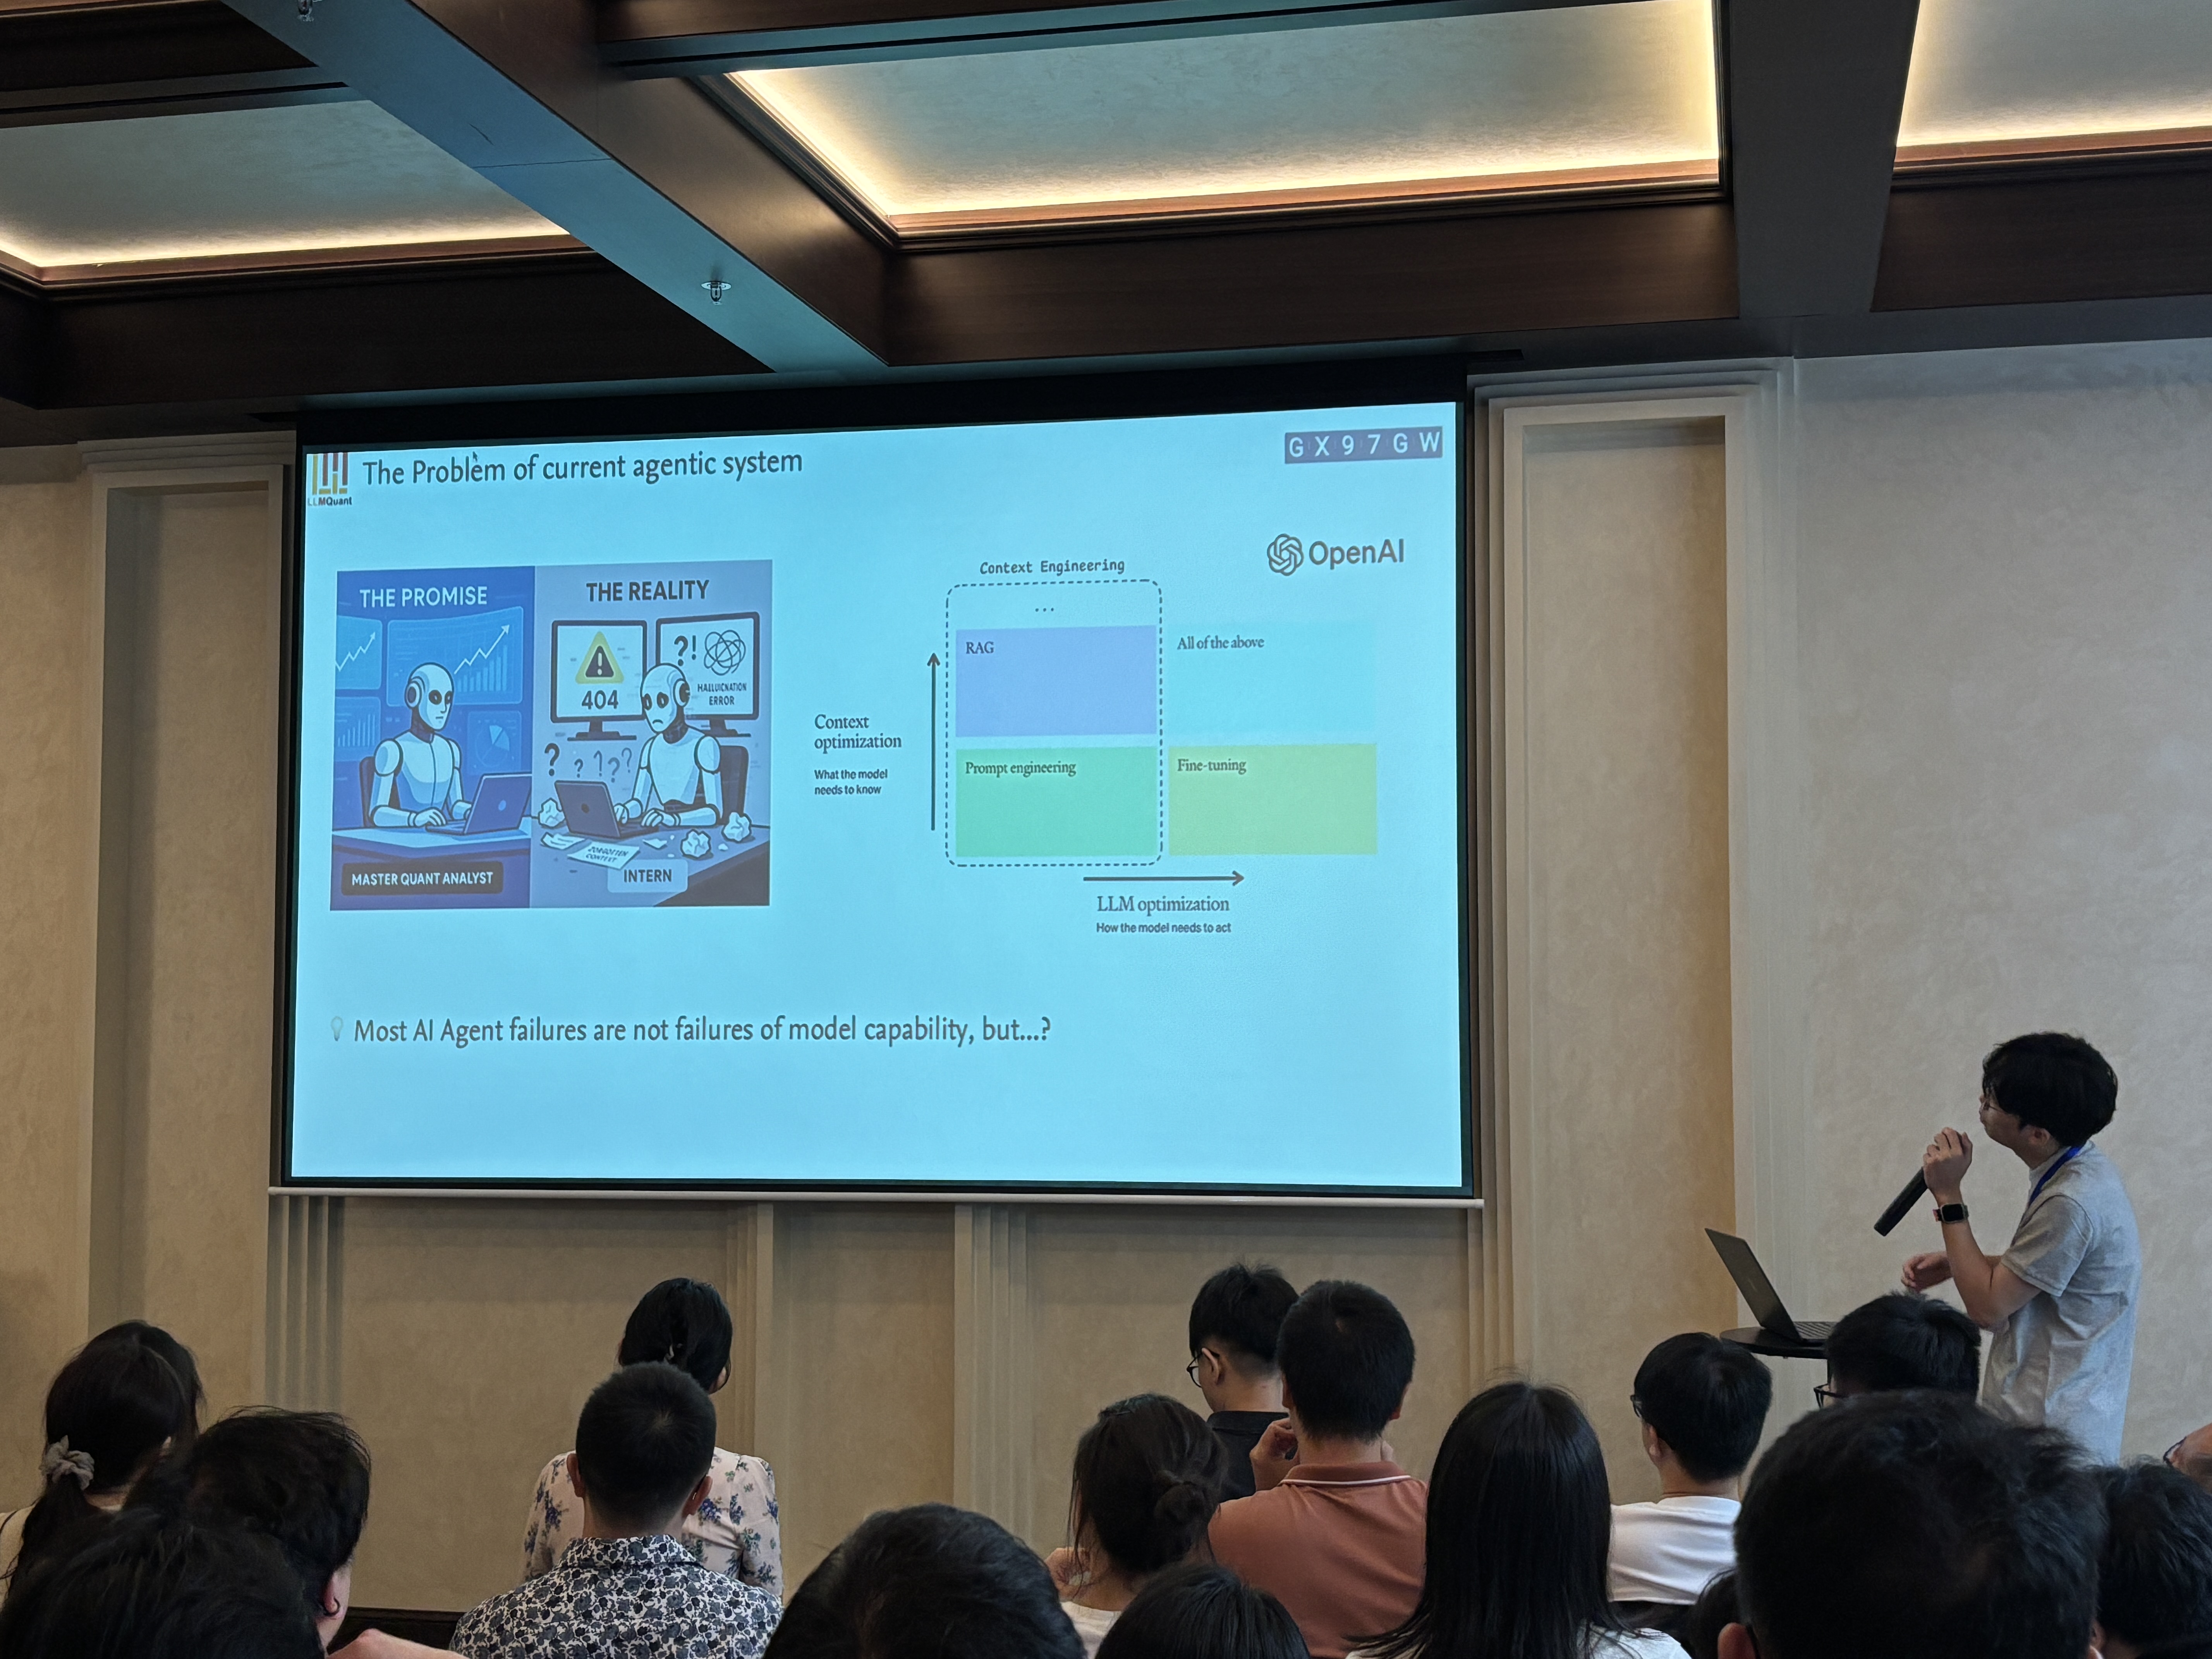 The Problem of current agentic system
GX97GW
LLMQuant
OpenAI
THE PROMISE
MASTER QUANT ANALYST
THE REALITY
404
?!
HALLUICNATION
ERROR
? ? ? ? ?
FORGOTTEN
CONTEXT
INTERN
Context Engineering
...
RAG
All of the above
Prompt engineering
Fine-tuning
Context
optimization
What the model
needs to know
LLM optimization
How the model needs to act
Most AI Agent failures are not failures of model capability, but...?